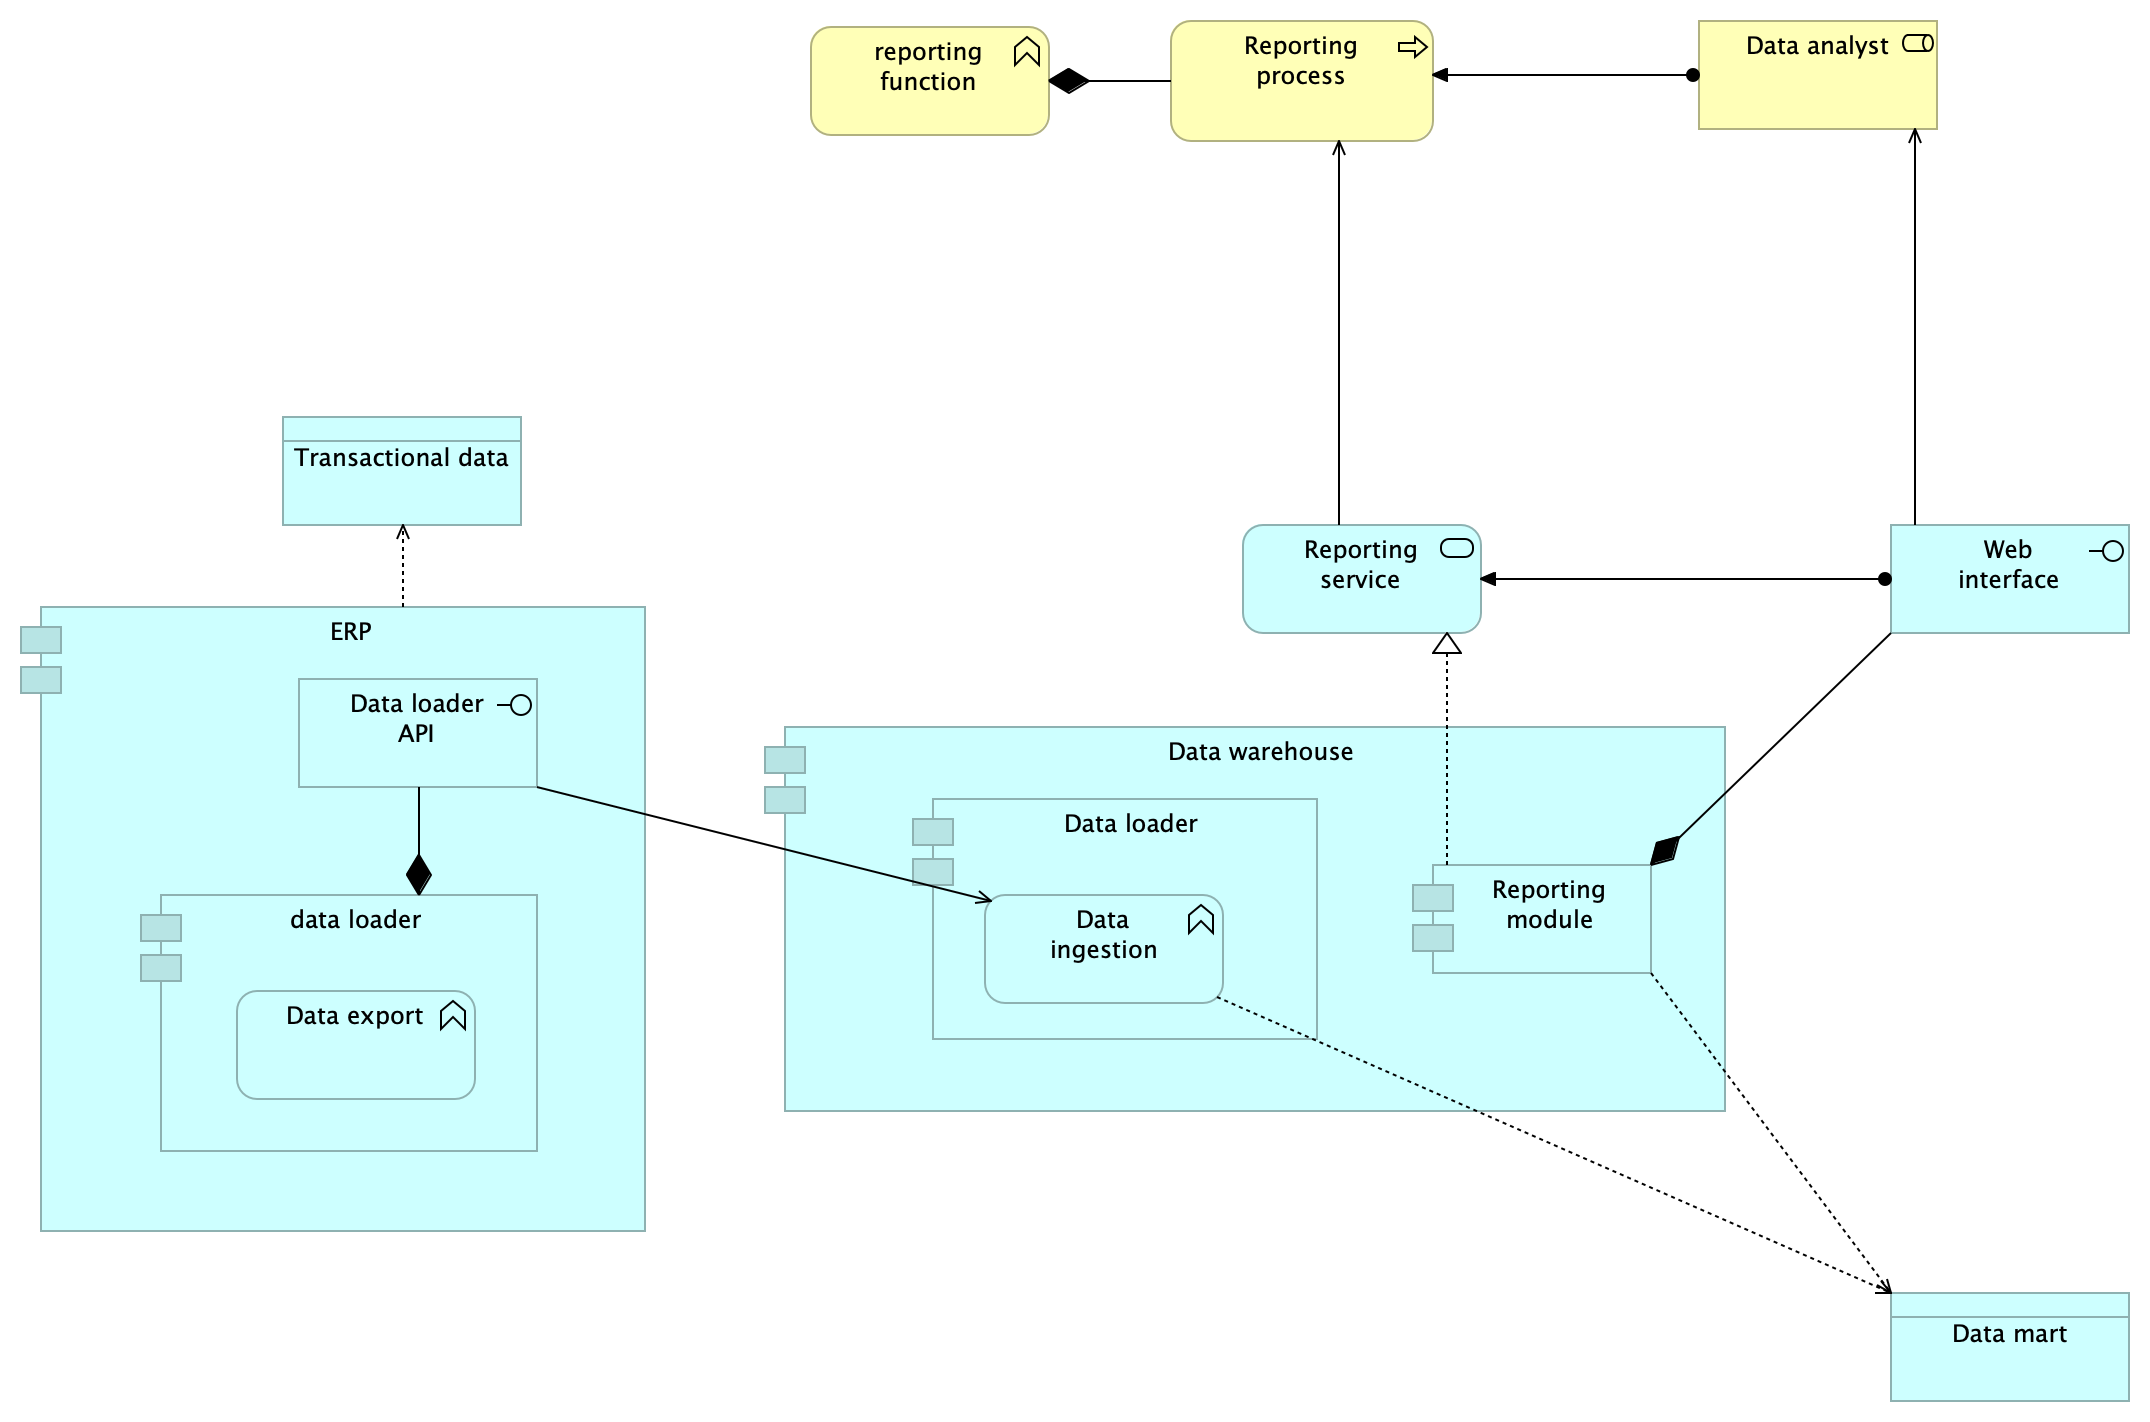 reporting
function
Reporting
process
Data analyst
Transactional data
Reporting
service
Web
interface
ERP
Data loader
API
data loader
Data export
Data warehouse
Data loader
Data
ingestion
Reporting
module
Data mart